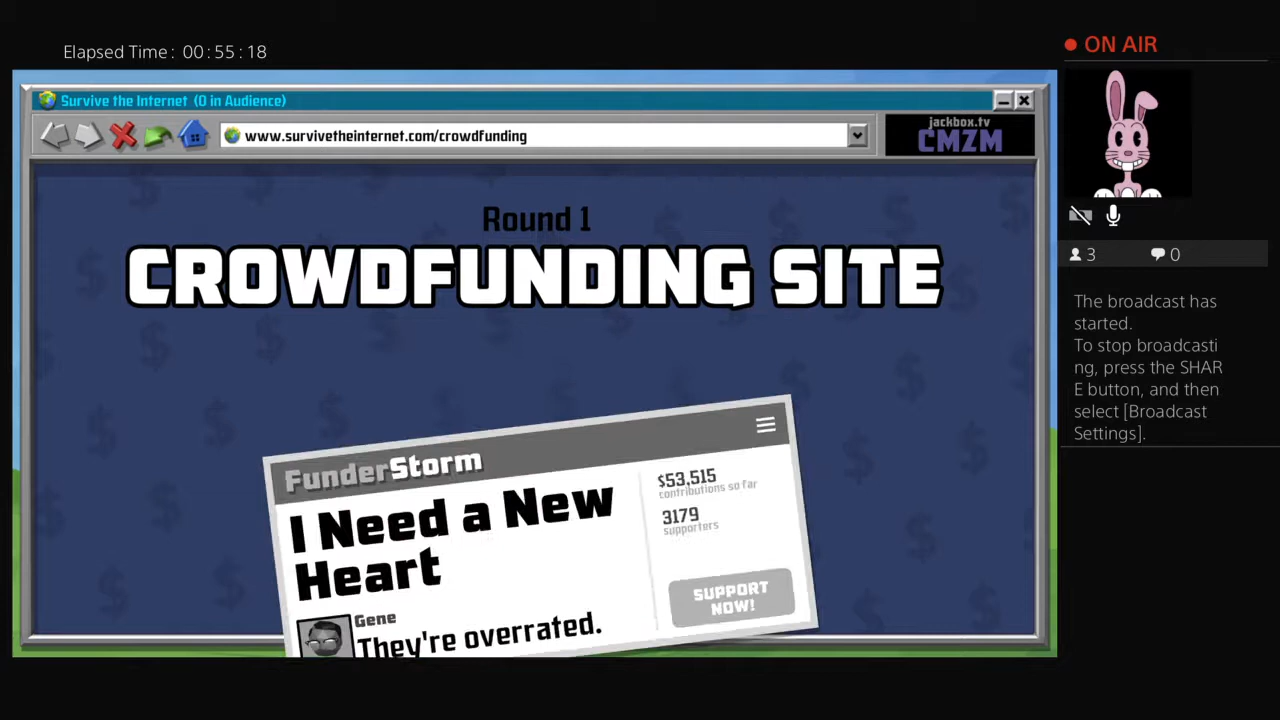 Elapsed Time: 00:55:18
ON AIR
Survive the Internet (0 in Audience)
www.survivetheinternet.com/crowdfunding
jackbox.tv
CMZM
Round 1
CROWDFUNDING SITE
3 0
The broadcast has
started.
To stop broadcasti
ng, press the SHAR
E button, and then
select [Broadcast
Settings].
FunderStorm
I Need a New
Heart
Gene
They're overrated.
$53,515
contributions so far
3179
supporters
SUPPORT
NOW!